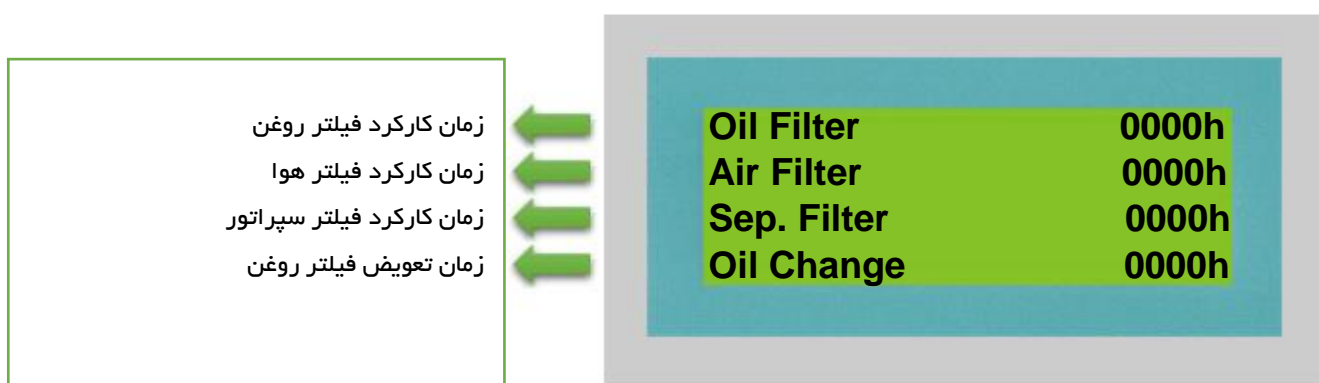 زمان کارکرد فیلتر روغن
زمان کارکرد فیلتر هوا
زمان کارکرد فیلتر سپراتور
زمان تعویض فیلتر روغن
Oil Filter 0000h
Air Filter 0000h
Sep. Filter 0000h
Oil Change 0000h